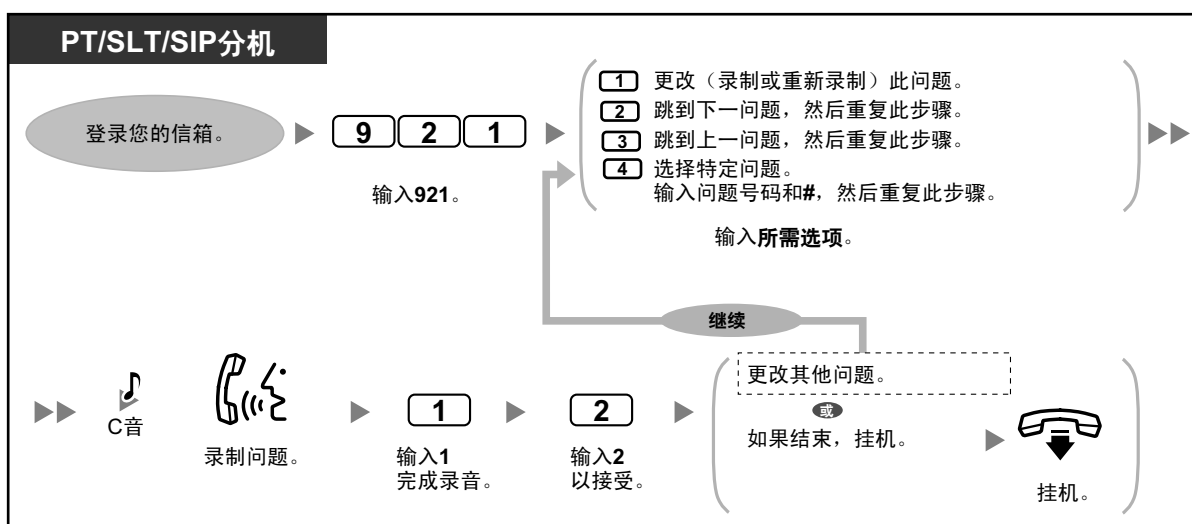 PT/SLT/SIP分机
登录您的信箱。
9 2 1
输入921。
1 更改（录制或重新录制）此问题。
2 跳到下一问题，然后重复此步骤。
3 跳到上一问题，然后重复此步骤。
4 选择特定问题。
输入问题号码和#，然后重复此步骤。
输入所需选项。
继续
C音
录制问题。
1
输入1
完成录音。
2
输入2
以接受。
更改其他问题。
或
如果结束，挂机。
挂机。